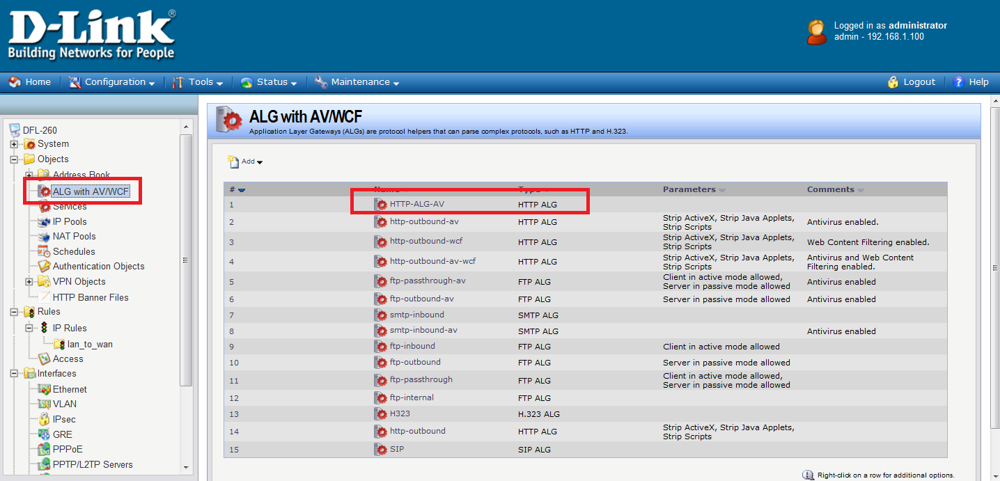 D-Link®
Building Networks for People
Logged in as administrator
admin - 192.168.1.100
Home Configuration Tools Status Maintenance Logout Help
DFL-260
System
Objects
Address Book
ALG with AV/WCF
Services
IP Pools
NAT Pools
Schedules
Authentication Objects
VPN Objects
HTTP Banner Files
Rules
IP Rules
lan_to_wan
Access
Interfaces
Ethernet
VLAN
IPsec
GRE
PPPoE
PPTP/L2TP Servers
ALG with AV/WCF
Application Layer Gateways (ALGs) are protocol helpers that can parse complex protocols, such as HTTP and H.323.
Add
# Name Type Parameters Comments
1 HTTP-ALG-AV HTTP ALG
2 http-outbound-av HTTP ALG Strip ActiveX, Strip Java Applets, Antivirus enabled.
Strip Scripts
3 http-outbound-wcf HTTP ALG Strip ActiveX, Strip Java Applets, Web Content Filtering enabled.
Strip Scripts
4 http-outbound-av-wcf HTTP ALG Strip ActiveX, Strip Java Applets, Antivirus and Web Content
Strip Scripts Filtering enabled.
5 ftp-passthrough-av FTP ALG Client in active mode allowed, Antivirus enabled
Server in passive mode allowed
6 ftp-outbound-av FTP ALG Server in passive mode allowed Antivirus enabled
7 smtp-inbound SMTP ALG
8 smtp-inbound-av SMTP ALG Antivirus enabled
9 ftp-inbound FTP ALG Client in active mode allowed
10 ftp-outbound FTP ALG Server in passive mode allowed
11 ftp-passthrough FTP ALG Client in active mode allowed,
Server in passive mode allowed
12 ftp-internal FTP ALG
13 H323 H.323 ALG
14 http-outbound HTTP ALG Strip ActiveX, Strip Java Applets,
Strip Scripts
15 SIP SIP ALG
Right-click on a row for additional options.